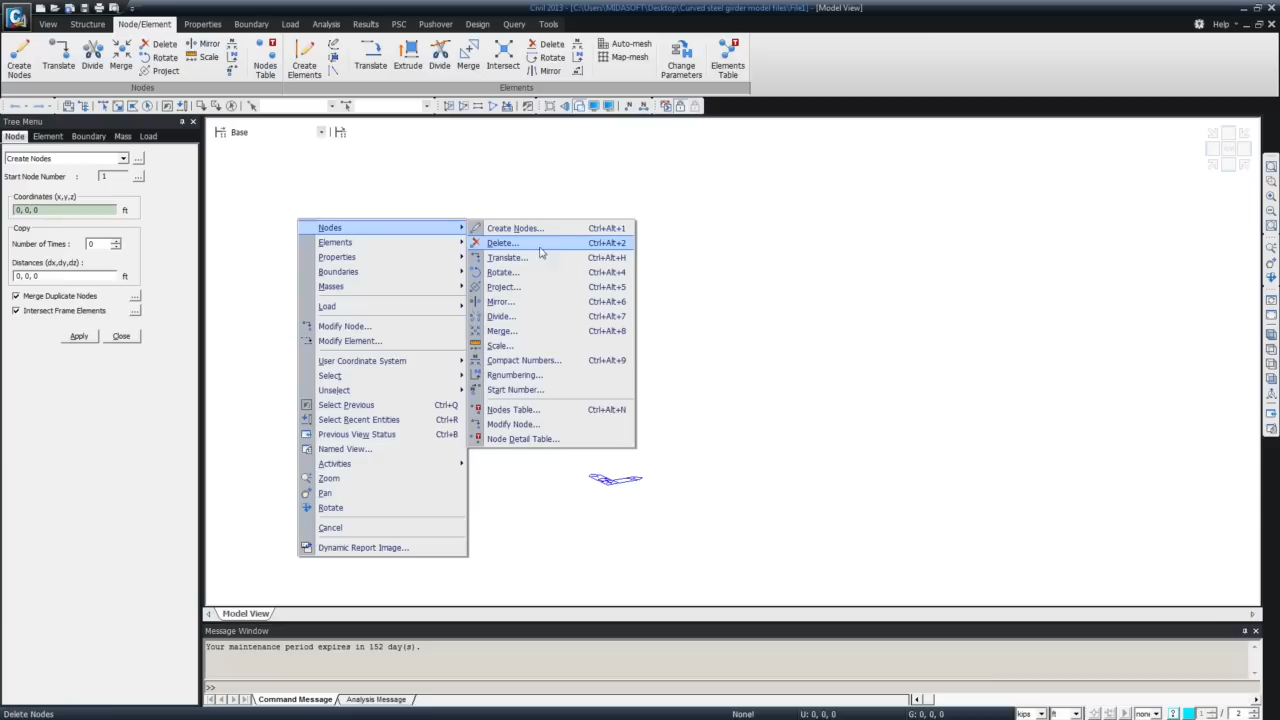 Civil 2013 - [C:\Users\MIDASOFT\Desktop\Curved steel girder model files\File1] - [Model View]
View Structure Node/Element Properties Boundary Load Analysis Results PSC Pushover Design Query Tools Help
Create Nodes
Translate
Divide
Merge
Delete
Rotate
Project
Mirror
Scale
Nodes Table
Create Elements
Translate
Extrude
Divide
Merge
Intersect
Delete
Rotate
Mirror
Auto-mesh
Map-mesh
Change Parameters
Elements Table
Nodes
Elements
Tree Menu
Node Element Boundary Mass Load
Base
Create Nodes
Start Node Number : 1
Coordinates (x,y,z)
0, 0, 0 ft
Copy
Number of Times : 0
Distances (dx,dy,dz)
0, 0, 0 ft
Merge Duplicate Nodes
Intersect Frame Elements
Apply Close
Nodes
Elements
Properties
Boundaries
Masses
Load
Modify Node...
Modify Element...
User Coordinate System
Select
Unselect
Select Previous Ctrl+Q
Select Recent Entities Ctrl+R
Previous View Status Ctrl+B
Named View...
Activities
Zoom
Pan
Rotate
Cancel
Dynamic Report Image...
Create Nodes... Ctrl+Alt+1
Delete... Ctrl+Alt+2
Translate... Ctrl+Alt+H
Rotate... Ctrl+Alt+4
Project... Ctrl+Alt+5
Mirror... Ctrl+Alt+6
Divide... Ctrl+Alt+7
Merge... Ctrl+Alt+8
Scale...
Compact Numbers... Ctrl+Alt+9
Renumbering...
Start Number...
Nodes Table... Ctrl+Alt+N
Modify Node...
Node Detail Table...
Model View
Message Window
Your maintenance period expires in 152 day(s).
>>
Command Message Analysis Message
Delete Nodes None! U: 0, 0, 0 G: 0, 0, 0 kips ft non 1 / 2